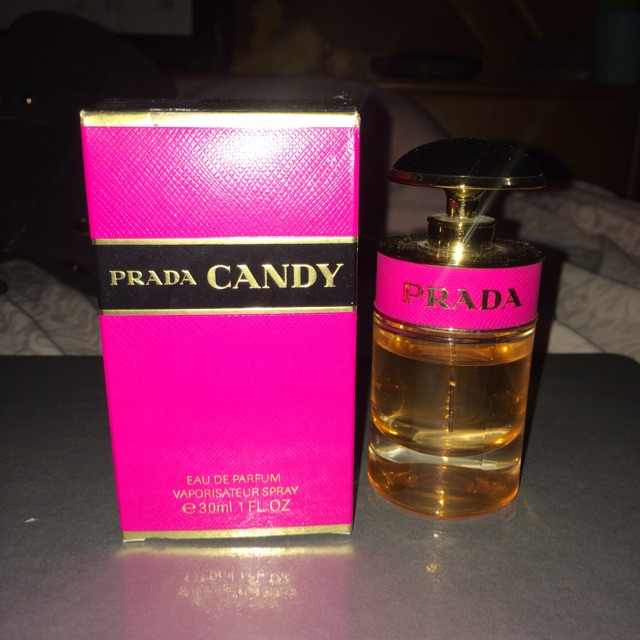 PRADA CANDY
EAU DE PARFUM
VAPORISATEUR SPRAY
℮ 30ml 1 FL.OZ
PRADA